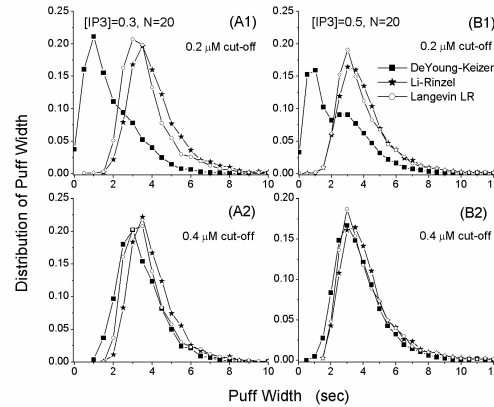 [IP3]=0.3, N=20
(A1)
0.2 μM cut-off
0.25
0.20
0.15
0.10
0.05
0.00
0 2 4 6 8 10
[IP3]=0.5, N=20
(B1)
0.2 μM cut-off
DeYoung-Keizer
Li-Rinzel
Langevin LR
0.25
0.20
0.15
0.10
0.05
0.00
0 2 4 6 8 10
Distribution of Puff Width
(A2)
0.4 μM cut-off
0.25
0.20
0.15
0.10
0.05
0.00
0 2 4 6 8 10
(B2)
0.4 μM cut-off
0.20
0.15
0.10
0.05
0.00
0 2 4 6 8 10
Puff Width (sec)